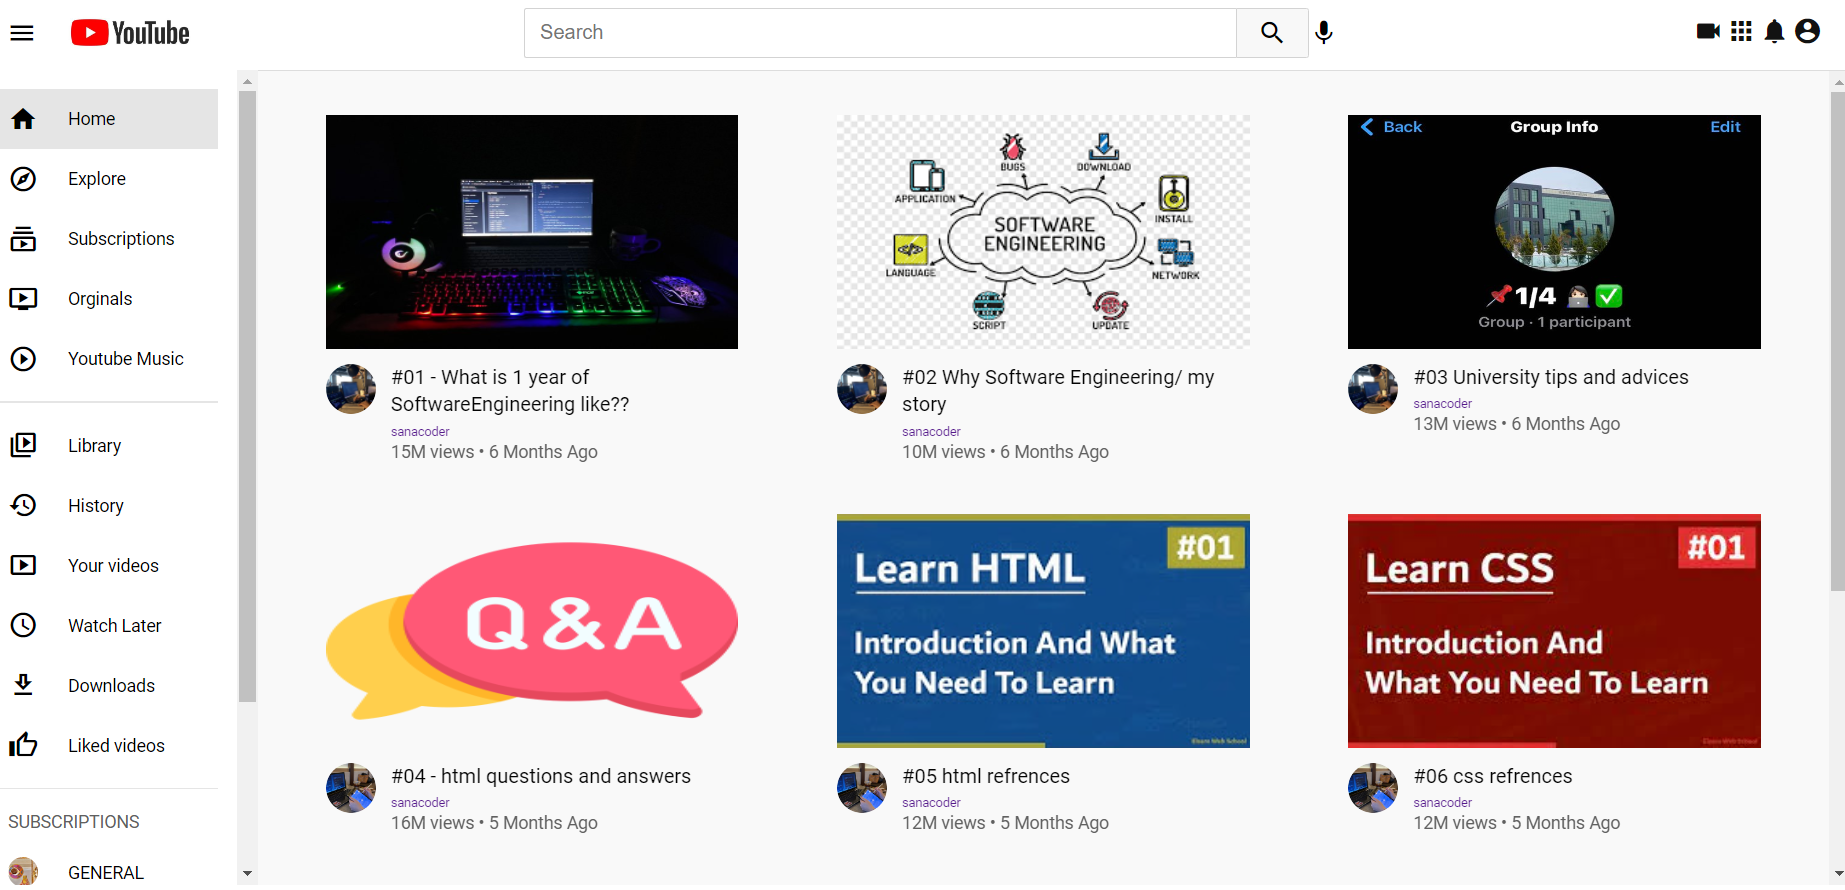 YouTube
Search
Home
Explore
Subscriptions
Orginals
Youtube Music
Library
History
Your videos
Watch Later
Downloads
Liked videos
SUBSCRIPTIONS
GENERAL
#01 - What is 1 year of
SoftwareEngineering like??
sanacoder
15M views • 6 Months Ago
BUGS
DOWNLOAD
APPLICATION
INSTALL
SOFTWARE
ENGINEERING
LANGUAGE
NETWORK
SCRIPT
UPDATE
#02 Why Software Engineering/ my
story
sanacoder
10M views • 6 Months Ago
Back
Group Info
Edit
📌1/4 👩🏻‍💻✅
Group · 1 participant
#03 University tips and advices
sanacoder
13M views • 6 Months Ago
Q&A
#04 - html questions and answers
sanacoder
16M views • 5 Months Ago
#01
Learn HTML
Introduction And What
You Need To Learn
#05 html refrences
sanacoder
12M views • 5 Months Ago
#01
Learn CSS
Introduction And
What You Need To Learn
#06 css refrences
sanacoder
12M views • 5 Months Ago